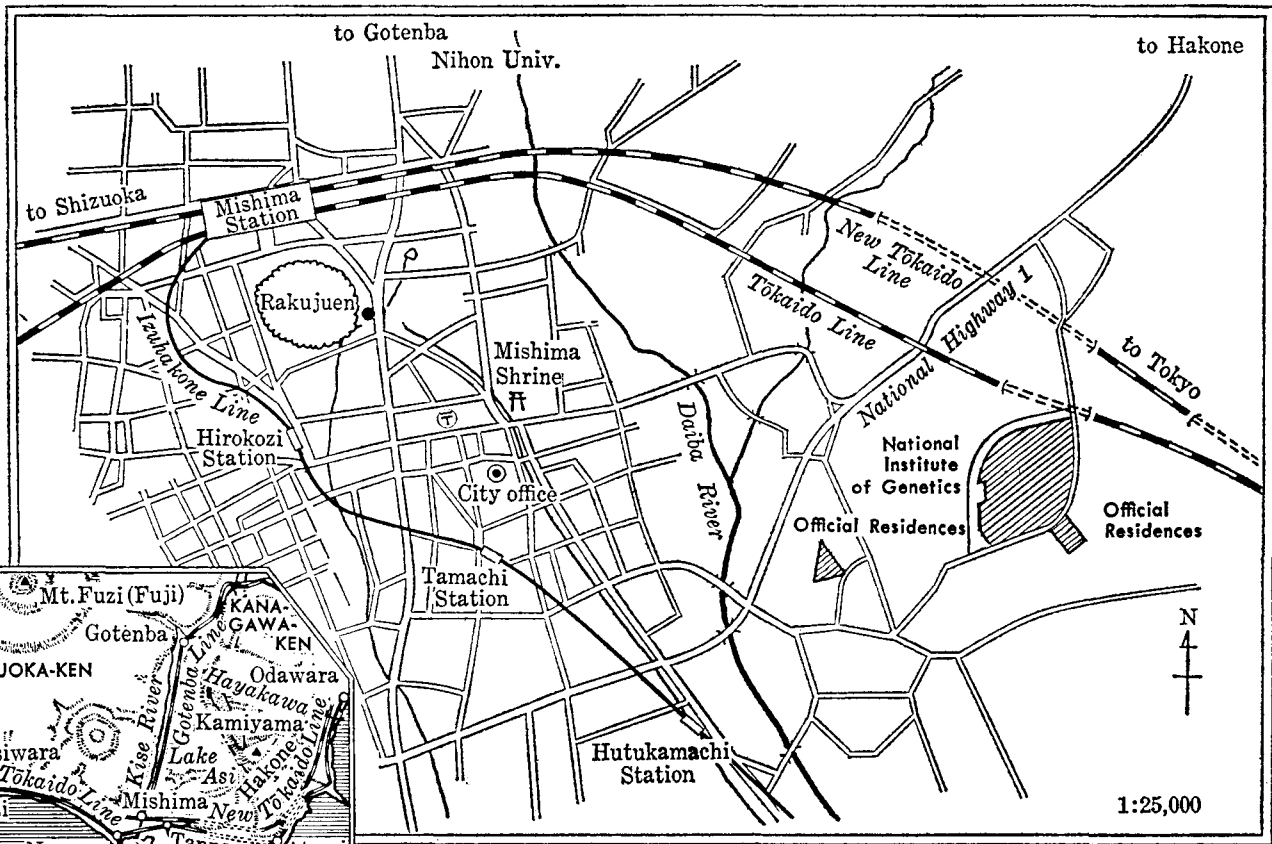 to Gotenba
Nihon Univ.
to Hakone
to Shizuoka
Mishima
Station
New Tōkaido
Line
Rakujuen
Tōkaido Line
National Highway 1
to Tokyo
Izuhakone Line
Mishima
Shrine
〒
Hirokozi
Station
City office
Daiba
River
National
Institute
of Genetics
Official Residences
Official
Residences
Tamachi
Station
N
Hutukamachi
Station
1:25,000
Mt. Fuzi (Fuji)
KANA-
GAWA-
KEN
Gotenba
UOKA-KEN
Gotenba Line
Kise River
Hayakawa
Odawara
Kamiyama
Lake
Asi
Hakone
siwara
Tōkaido Line
Mishima
New
Tōkaido Line